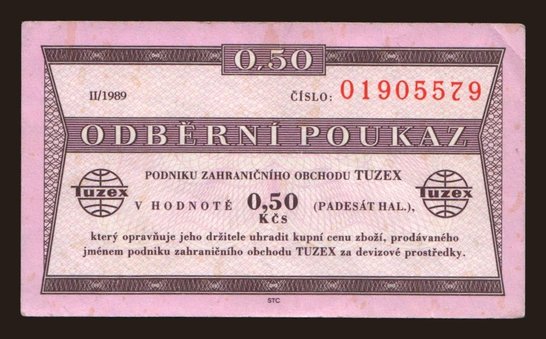 0,50
II/1989 ČÍSLO: 01905579
ODBĚRNÍ POUKAZ
PODNIKU ZAHRANIČNÍHO OBCHODU TUZEX
Tuzex V HODNOTĚ 0,50 (PADESÁT HAL.), Tuzex
KČS
který opravňuje jeho držitele uhradit kupní cenu zboží, prodávaného
jménem podniku zahraničního obchodu TUZEX za devizové prostředky.
STC